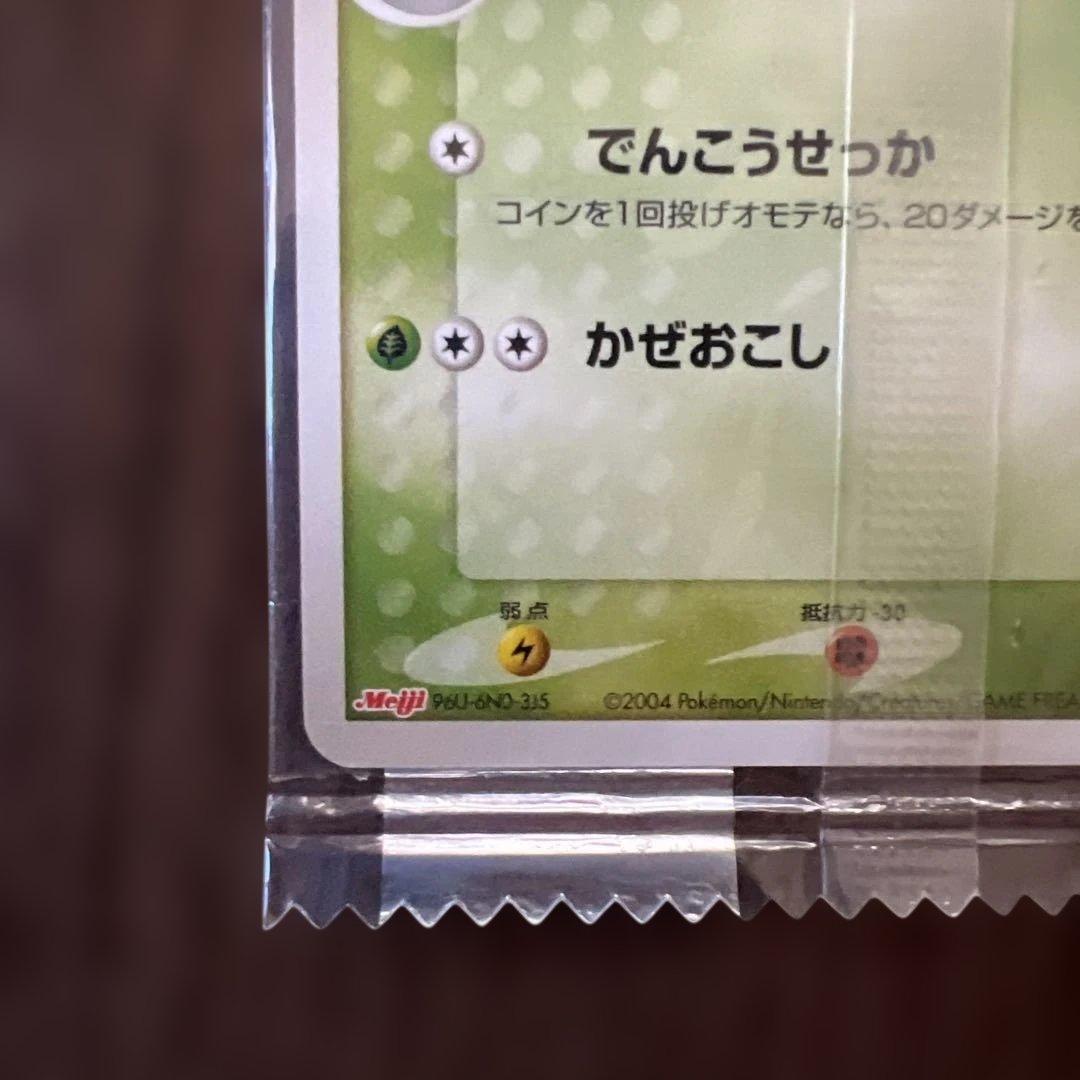 でんこうせっか
コインを1回投げオモテなら、20ダメージを
かぜおこし
弱点
抵抗力 -30
Meiji 96U-6N0-315
©2004 Pokémon/Nintendo/Creatures/GAME FREA